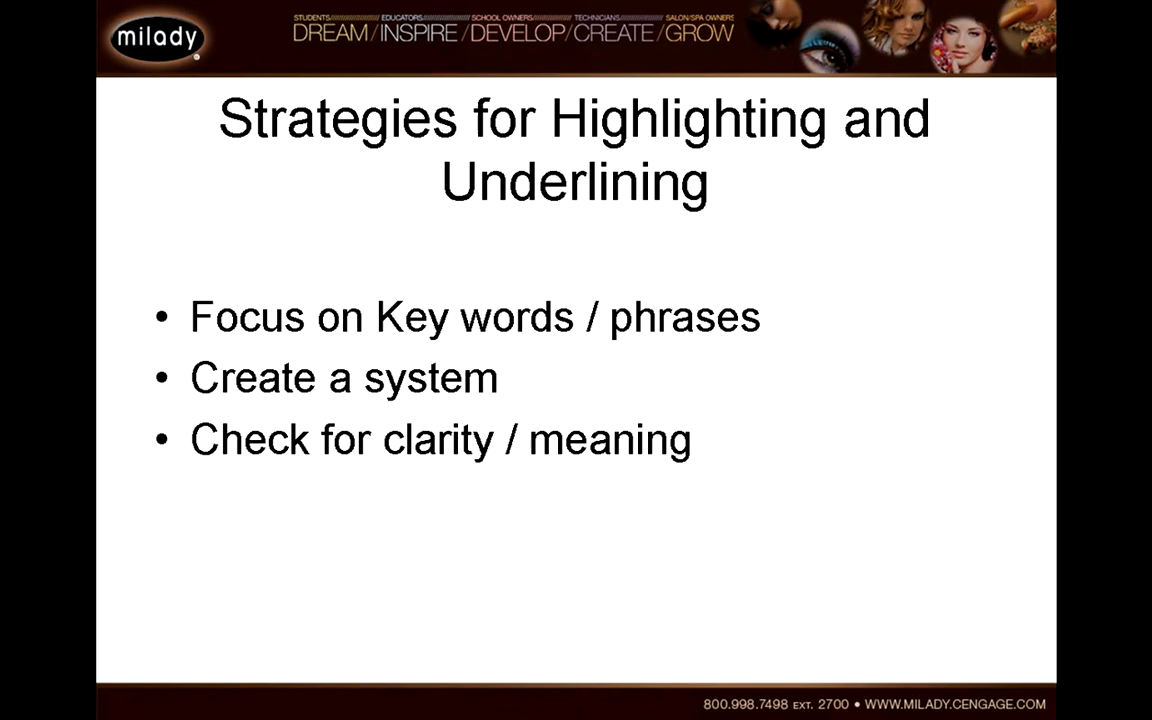 milady
STUDENTS EDUCATORS SCHOOL OWNERS TECHNICIANS SALON/SPA OWNERS
DREAM / INSPIRE / DEVELOP / CREATE / GROW
Strategies for Highlighting and
Underlining
• Focus on Key words / phrases
• Create a system
• Check for clarity / meaning
800.998.7498 EXT. 2700 • WWW.MILADY.CENGAGE.COM